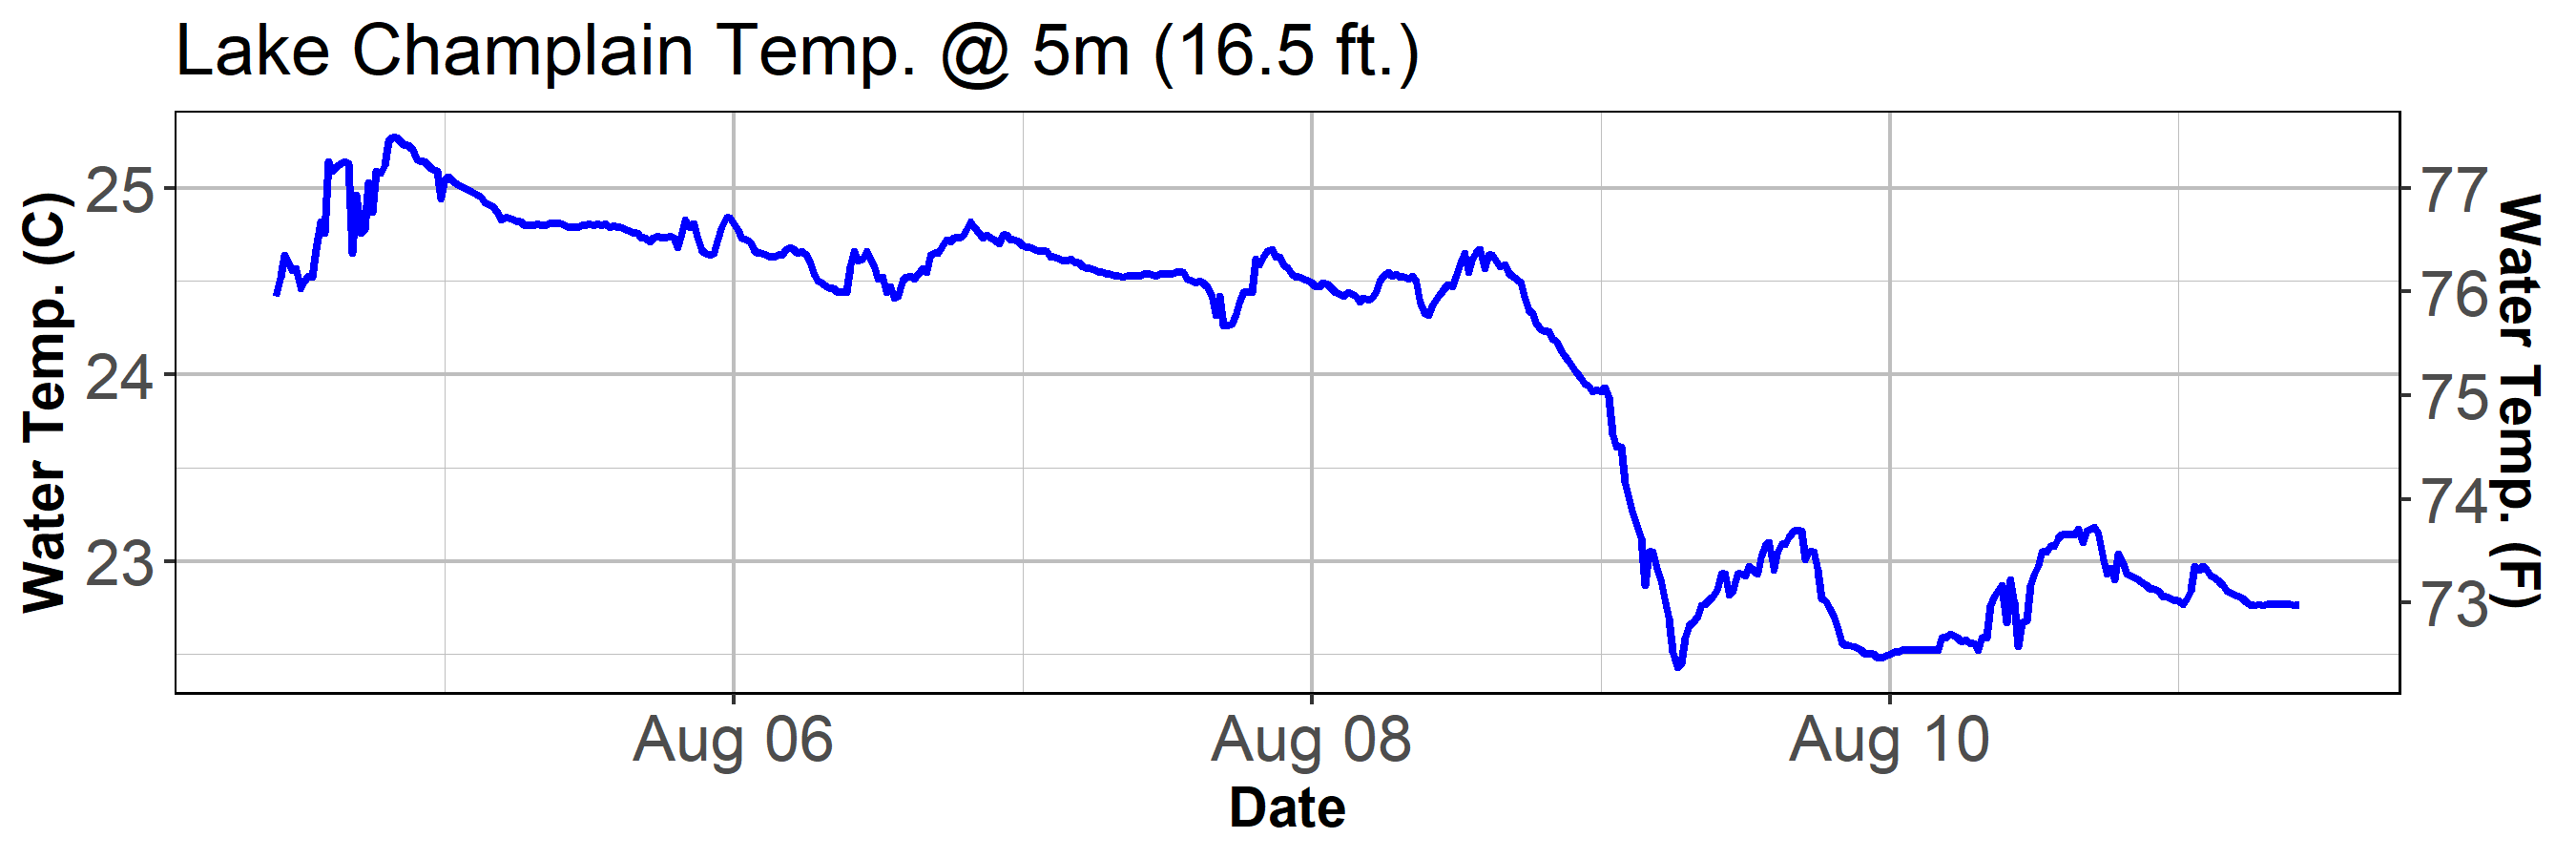 Lake Champlain Temp. @ 5m (16.5 ft.)
Water Temp. (C)
25
24
23
77
76
75
74
73
Water Temp. (F)
Aug 06
Aug 08
Aug 10
Date